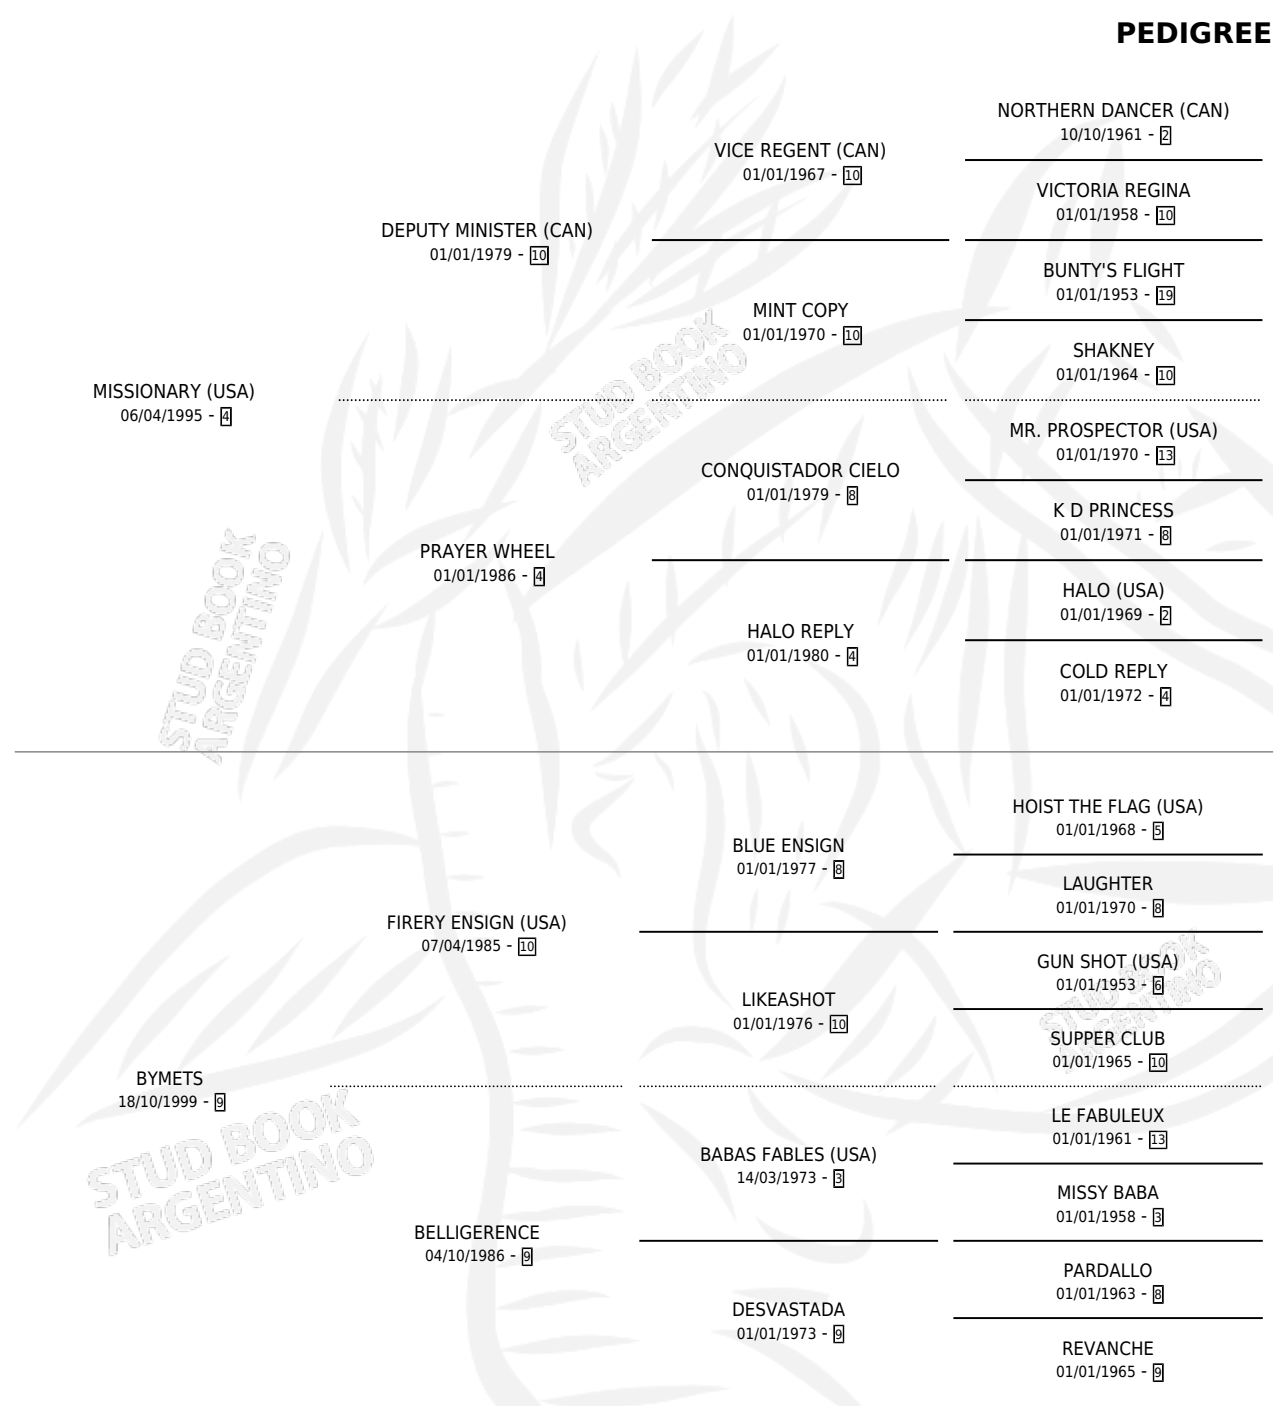 PEDIGREE
NORTHERN DANCER (CAN)
10/10/1961 - 2
VICE REGENT (CAN)
01/01/1967 - 10
VICTORIA REGINA
01/01/1958 - 10
DEPUTY MINISTER (CAN)
01/01/1979 - 10
BUNTY'S FLIGHT
01/01/1953 - 19
MINT COPY
01/01/1970 - 10
SHAKNEY
01/01/1964 - 10
MISSIONARY (USA)
06/04/1995 - 4
MR. PROSPECTOR (USA)
01/01/1970 - 13
CONQUISTADOR CIELO
01/01/1979 - 8
K D PRINCESS
01/01/1971 - 8
PRAYER WHEEL
01/01/1986 - 4
HALO (USA)
01/01/1969 - 2
HALO REPLY
01/01/1980 - 4
COLD REPLY
01/01/1972 - 4
HOIST THE FLAG (USA)
01/01/1968 - 5
BLUE ENSIGN
01/01/1977 - 8
LAUGHTER
01/01/1970 - 8
FIRERY ENSIGN (USA)
07/04/1985 - 10
GUN SHOT (USA)
01/01/1953 - 6
LIKEASHOT
01/01/1976 - 10
SUPPER CLUB
01/01/1965 - 10
BYMETS
18/10/1999 - 9
LE FABULEUX
01/01/1961 - 13
BABAS FABLES (USA)
14/03/1973 - 3
MISSY BABA
01/01/1958 - 3
BELLIGERENCE
04/10/1986 - 9
PARDALLO
01/01/1963 - 8
DESVASTADA
01/01/1973 - 9
REVANCHE
01/01/1965 - 9
STUD BOOK
ARGENTINO
STUD BOOK
ARGENTINO
STUD BOOK
ARGENTINO
STUD BOOK
ARGENTINO